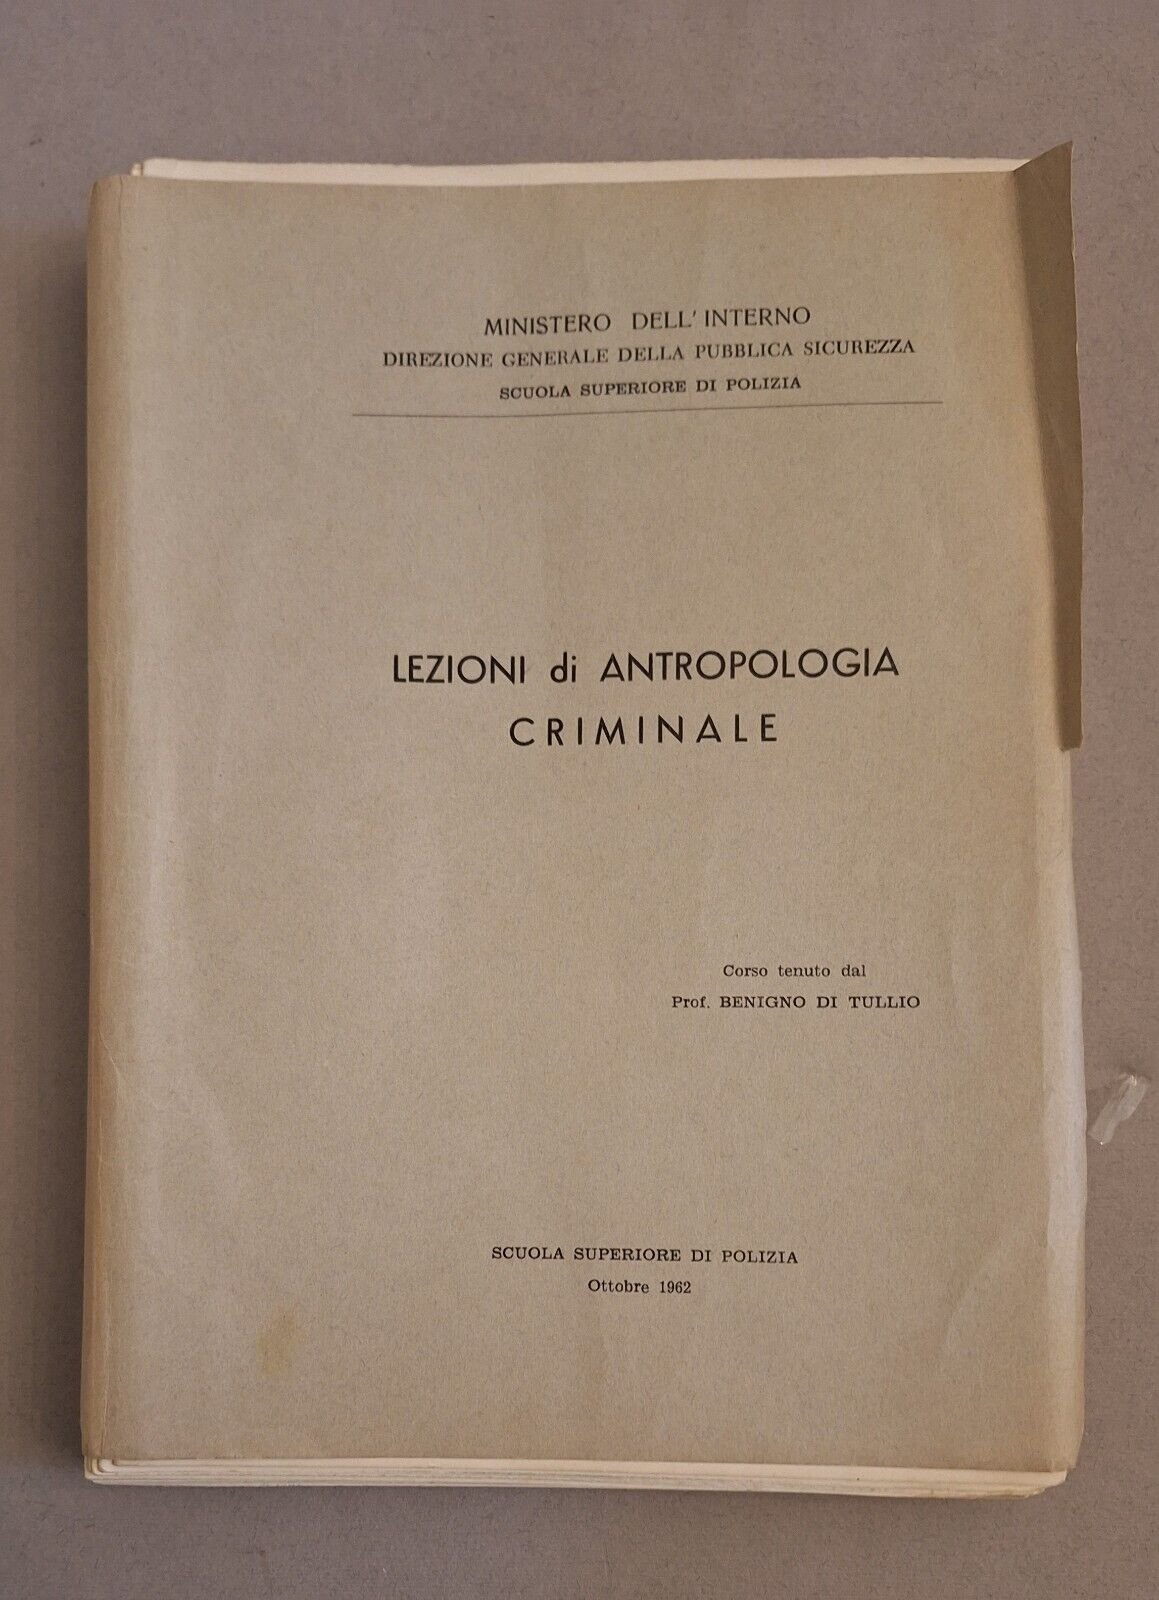 MINISTERO DELL'INTERNO
DIREZIONE GENERALE DELLA PUBBLICA SICUREZZA
SCUOLA SUPERIORE DI POLIZIA
LEZIONI di ANTROPOLOGIA
CRIMINALE
Corso tenuto dal
Prof. BENIGNO DI TULLIO
SCUOLA SUPERIORE DI POLIZIA
Ottobre 1962